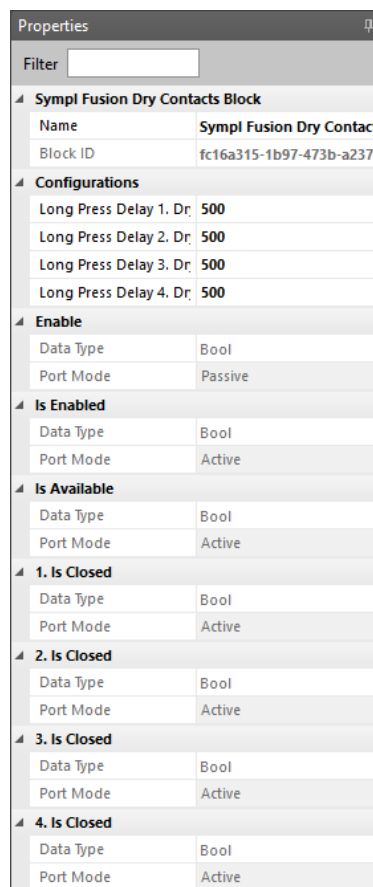 Properties
Filter
Sympl Fusion Dry Contacts Block
Name Sympl Fusion Dry Contac
Block ID fc16a315-1b97-473b-a237
Configurations
Long Press Delay 1. Dr 500
Long Press Delay 2. Dr 500
Long Press Delay 3. Dr 500
Long Press Delay 4. Dr 500
Enable
Data Type Bool
Port Mode Passive
Is Enabled
Data Type Bool
Port Mode Active
Is Available
Data Type Bool
Port Mode Active
1. Is Closed
Data Type Bool
Port Mode Active
2. Is Closed
Data Type Bool
Port Mode Active
3. Is Closed
Data Type Bool
Port Mode Active
4. Is Closed
Data Type Bool
Port Mode Active